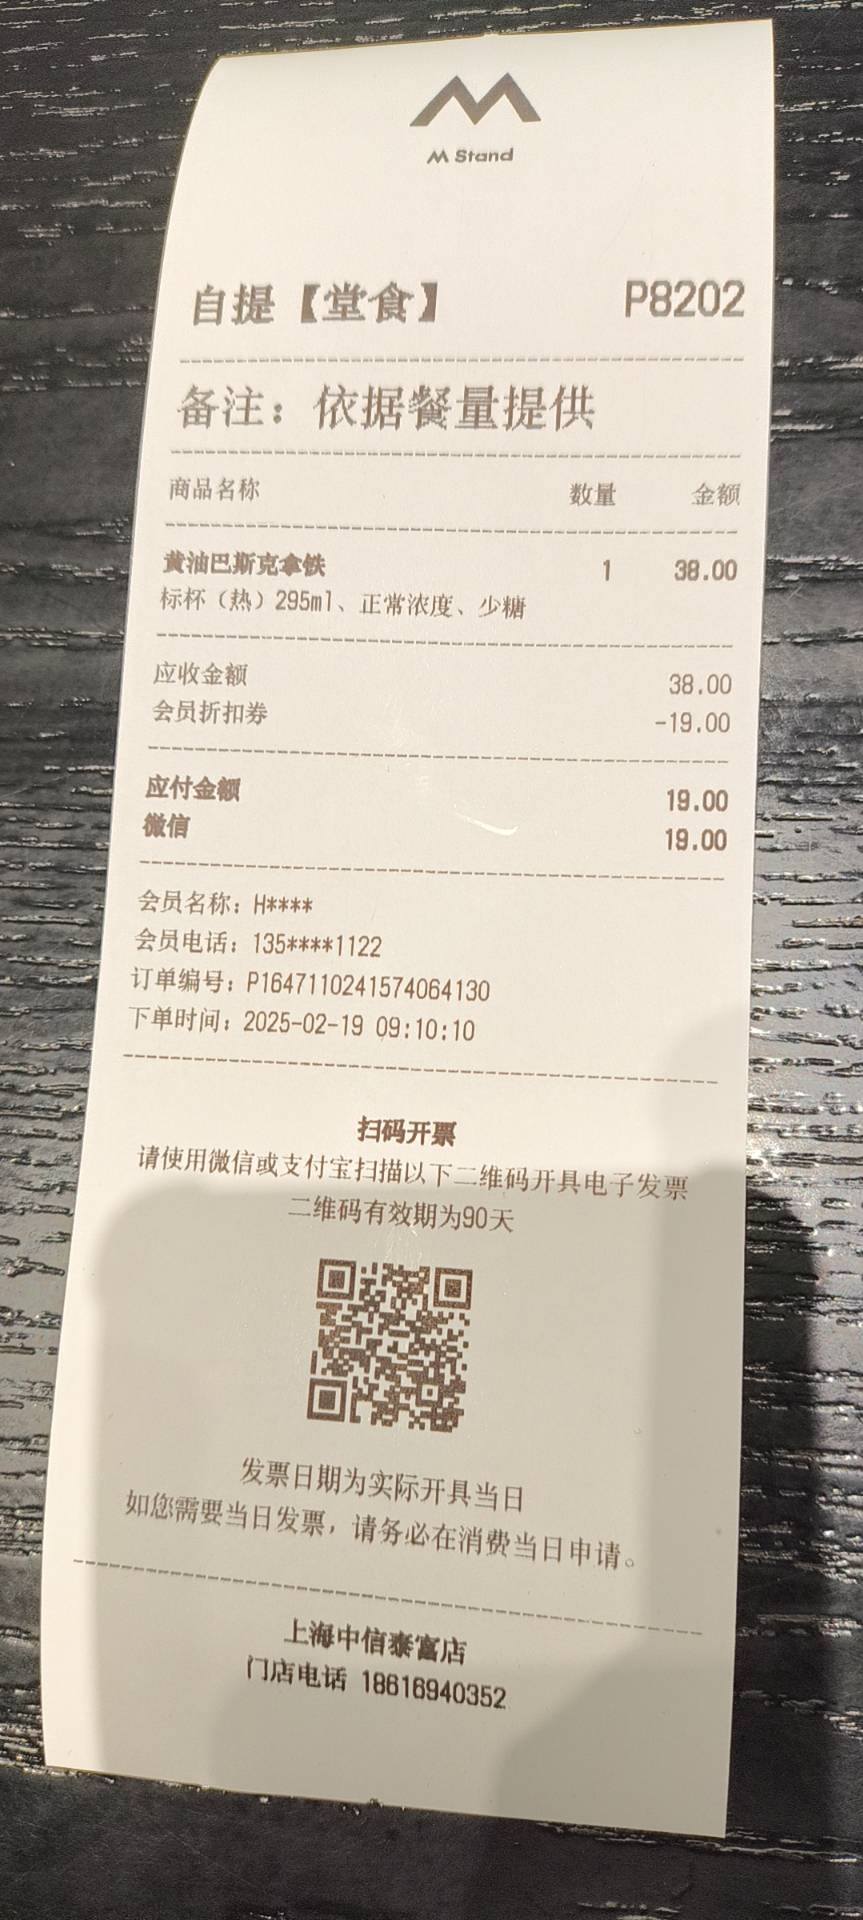 M Stand
自提【堂食】 P8202
备注：依据餐量提供
商品名称 数量 金额
黄油巴斯克拿铁 1 38.00
标杯（热）295ml、正常浓度、少糖
应收金额 38.00
会员折扣券 -19.00
应付金额 19.00
微信 19.00
会员名称：H****
会员电话：135****1122
订单编号：P1647110241574064130
下单时间：2025-02-19 09:10:10
扫码开票
请使用微信或支付宝扫描以下二维码开具电子发票
二维码有效期为90天
发票日期为实际开具当日
如您需要当日发票，请务必在消费当日申请。
上海中信泰富店
门店电话 18616940352